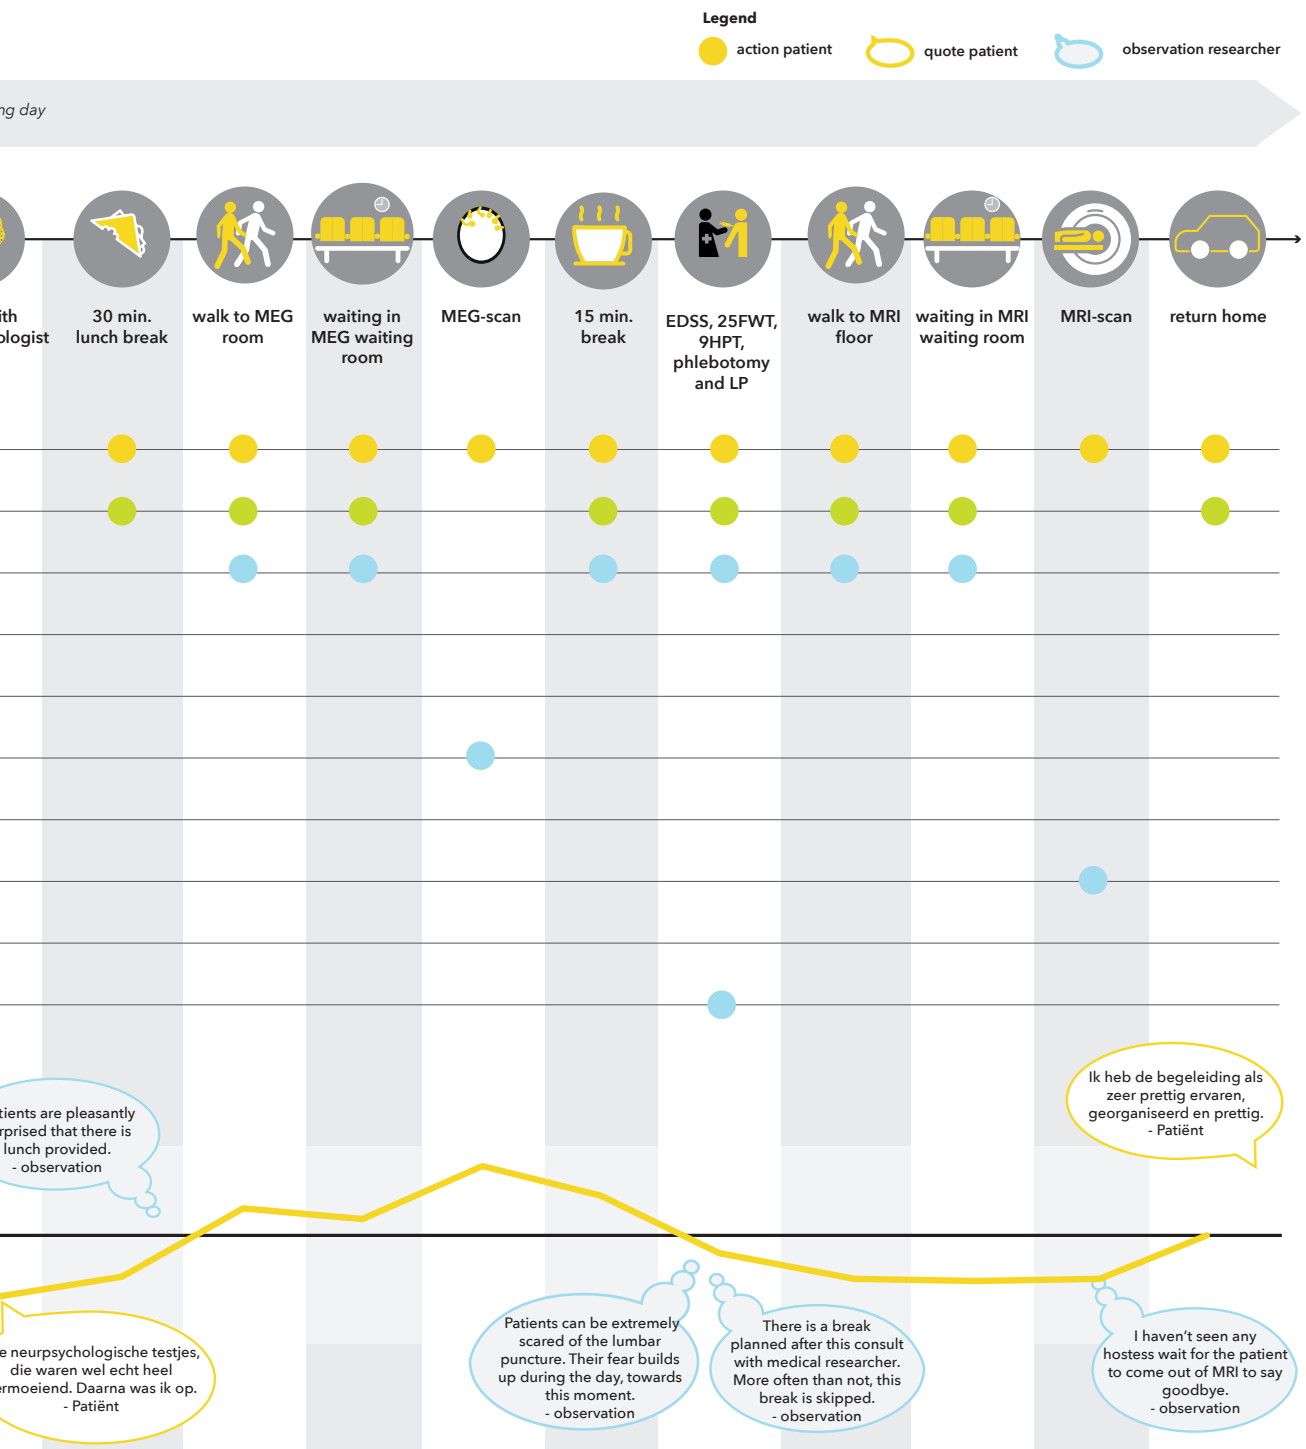 Legend
action patient
quote patient
observation researcher
ng day
ith
ologist
30 min.
lunch break
walk to MEG
room
waiting in
MEG waiting
room
MEG-scan
15 min.
break
EDSS, 25FWT,
9HPT,
phlebotomy
and LP
walk to MRI
floor
waiting in MRI
waiting room
MRI-scan
return home
Ik heb de begeleiding als
zeer prettig ervaren,
georganiseerd en prettig.
- Patiënt
tients are pleasantly
rprised that there is
lunch provided.
- observation
e neurpsychologische testjes,
die waren wel echt heel
ermoeiend. Daarna was ik op.
- Patiënt
Patients can be extremely
scared of the lumbar
puncture. Their fear builds
up during the day, towards
this moment.
- observation
There is a break
planned after this consult
with medical researcher.
More often than not, this
break is skipped.
- observation
I haven't seen any
hostess wait for the patient
to come out of MRI to say
goodbye.
- observation